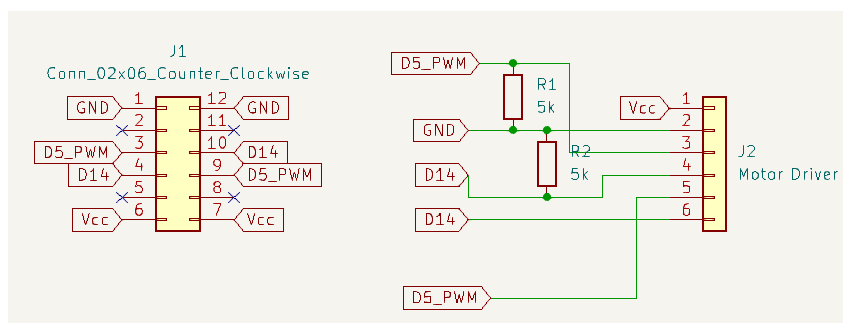 J1
Conn_02x06_Counter_Clockwise
GND 1 12 GND
2 11
D5_PWM 3 10 D14
D14 4 9 D5_PWM
5 8
Vcc 6 7 Vcc
D5_PWM
R1
5k
GND
R2
5k
D14
D14
D5_PWM
Vcc 1
2
3
4
5
6
J2
Motor Driver